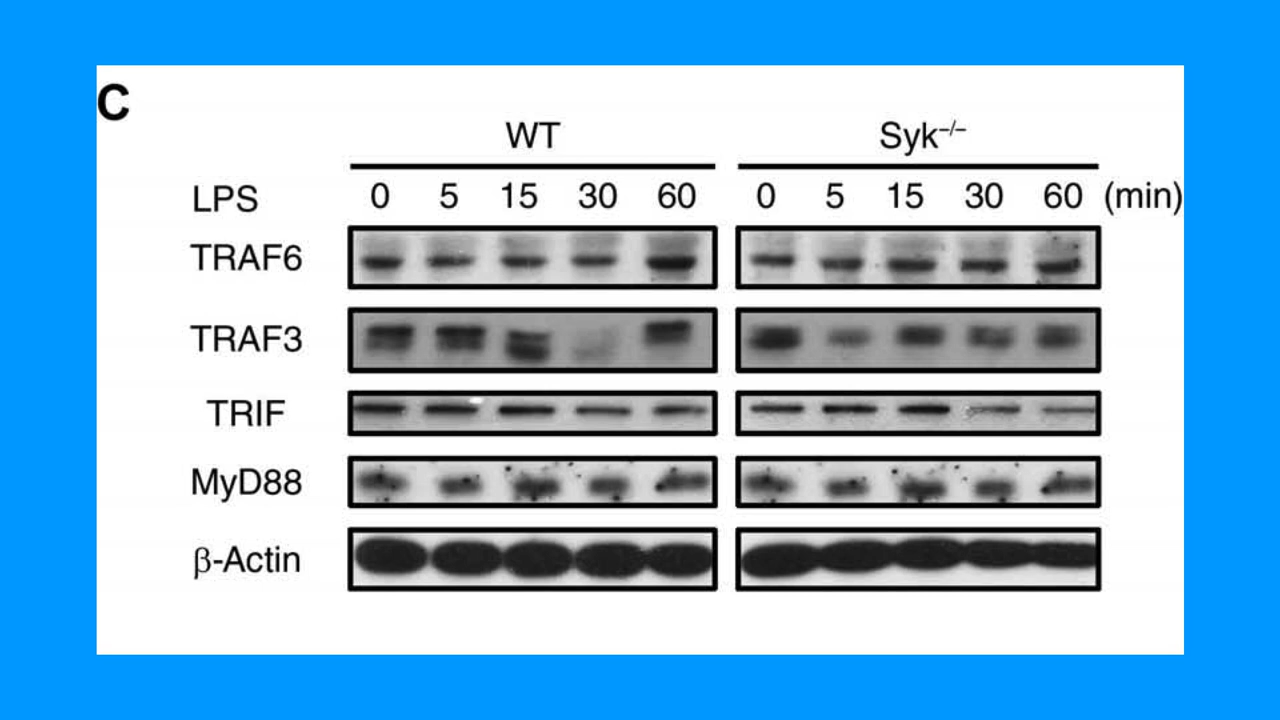 C
WT Syk−/−
LPS 0 5 15 30 60 0 5 15 30 60 (min)
TRAF6
TRAF3
TRIF
MyD88
β-Actin